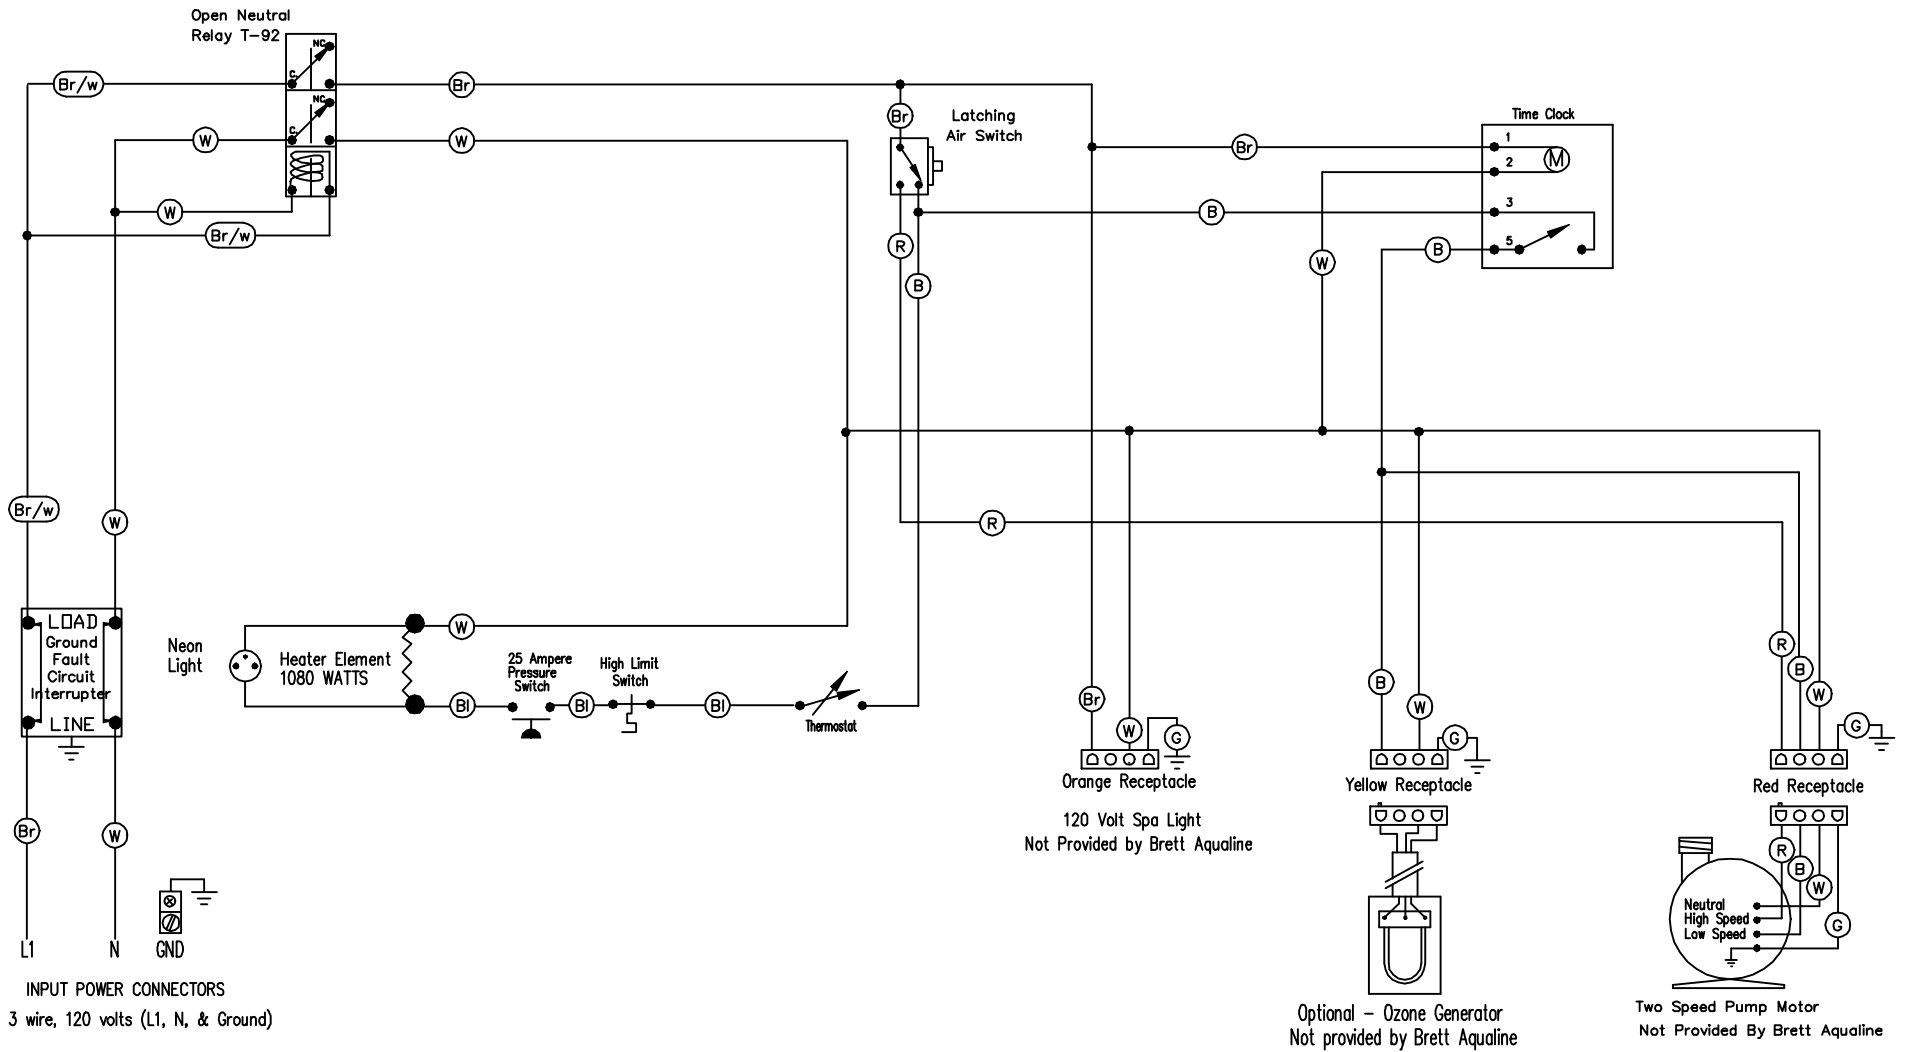 Open Neutral
Relay T-92
NC
C.
Br/w
Br
NC
C.
W
W
W
Br/w
Br
Latching
Air Switch
R
B
Time Clock
1
2
3
5
M
Br
B
B
W
Br/w
W
R
LOAD
Ground
Fault
Circuit
Interrupter
LINE
Neon
Light
Heater Element
1080 WATTS
W
Bl
25 Ampere
Pressure
Switch
Bl
High Limit
Switch
Bl
Thermostat
Br
W
G
Orange Receptacle
120 Volt Spa Light
Not Provided by Brett Aqualine
B
W
G
Yellow Receptacle
R
B
W
G
Red Receptacle
R
B
W
G
Neutral
High Speed
Low Speed
Br
W
L1
N
GND
INPUT POWER CONNECTORS
3 wire, 120 volts (L1, N, & Ground)
Optional - Ozone Generator
Not provided by Brett Aqualine
Two Speed Pump Motor
Not Provided By Brett Aqualine